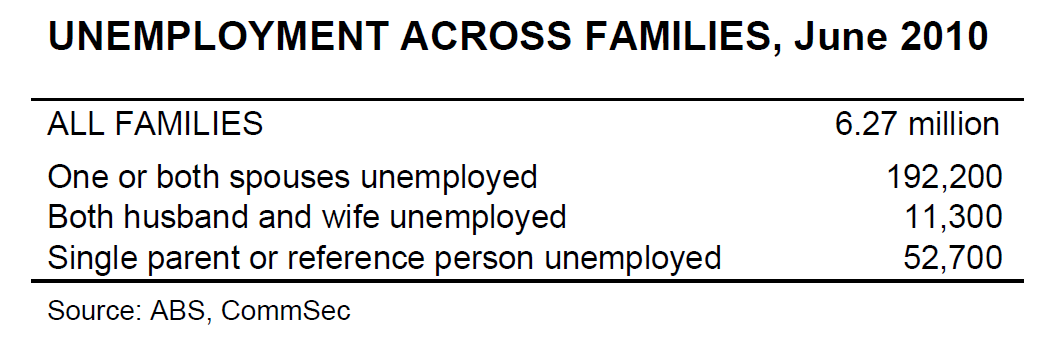 UNEMPLOYMENT ACROSS FAMILIES, June 2010
ALL FAMILIES 6.27 million
One or both spouses unemployed 192,200
Both husband and wife unemployed 11,300
Single parent or reference person unemployed 52,700
Source: ABS, CommSec